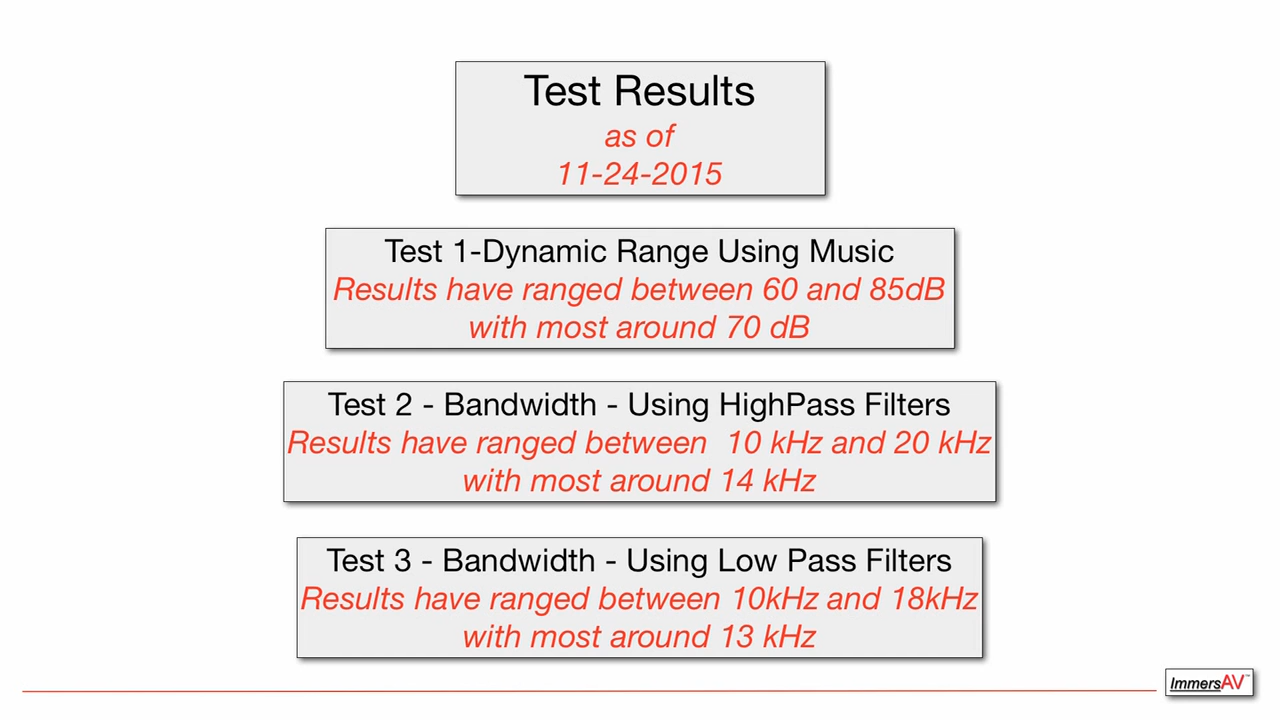 Test Results
as of
11-24-2015
Test 1-Dynamic Range Using Music
Results have ranged between 60 and 85dB
with most around 70 dB
Test 2 - Bandwidth - Using HighPass Filters
Results have ranged between  10 kHz and 20 kHz
with most around 14 kHz
Test 3 - Bandwidth - Using Low Pass Filters
Results have ranged between 10kHz and 18kHz
with most around 13 kHz
ImmersAV™